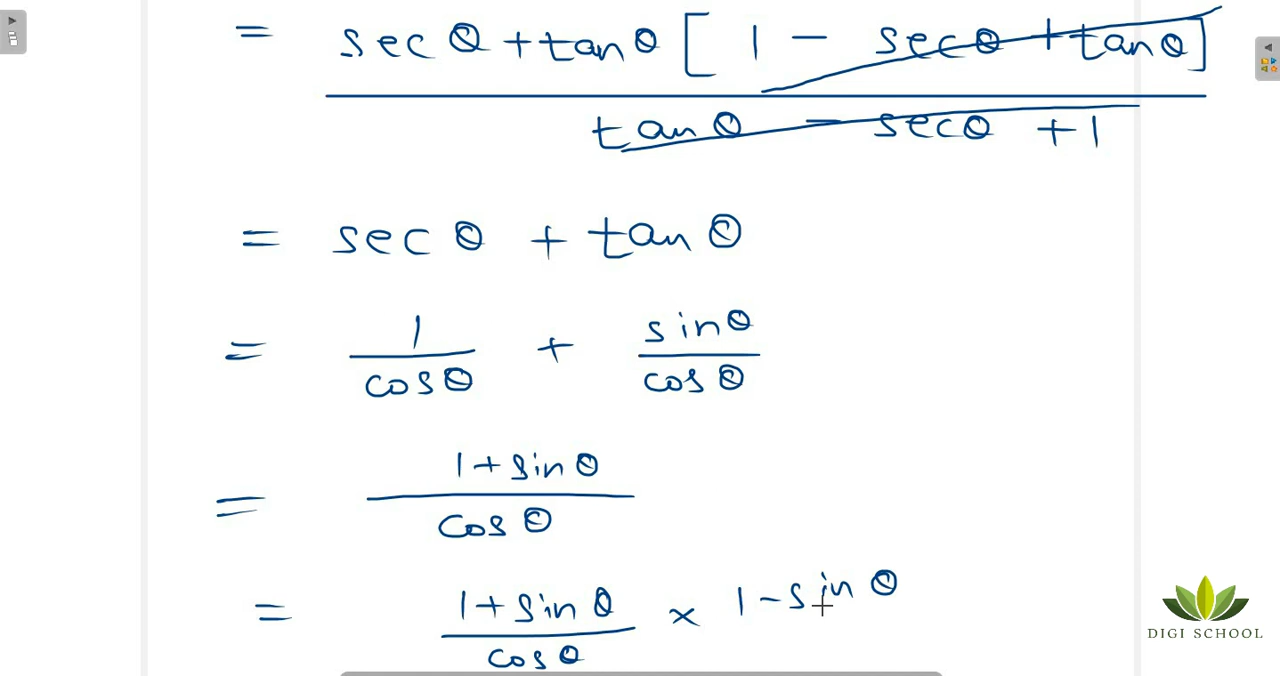 = sec θ + tan θ [ 1 − sec θ + tan θ ]
tan θ − sec θ + 1
= sec θ + tan θ
= 1 + sin θ
cos θ cos θ
= 1 + sin θ
cos θ
= 1 + sin θ × 1 − sin θ
cos θ
DIGI SCHOOL